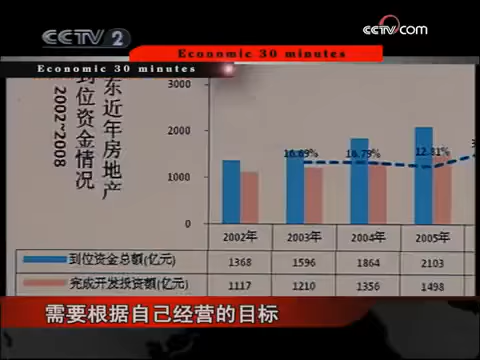 CCTV 2
CCTV.com
Economic 30 minutes
Economic 30 minutes
东近年房地产
到位资金情况
2002~2008
3000
2000
1000
0
16.69%
16.79%
12.81%
2002年 2003年 2004年 2005年
到位资金总额(亿元) 1368 1596 1864 2103
完成开发投资额(亿元) 1117 1210 1356 1498
需要根据自己经营的目标